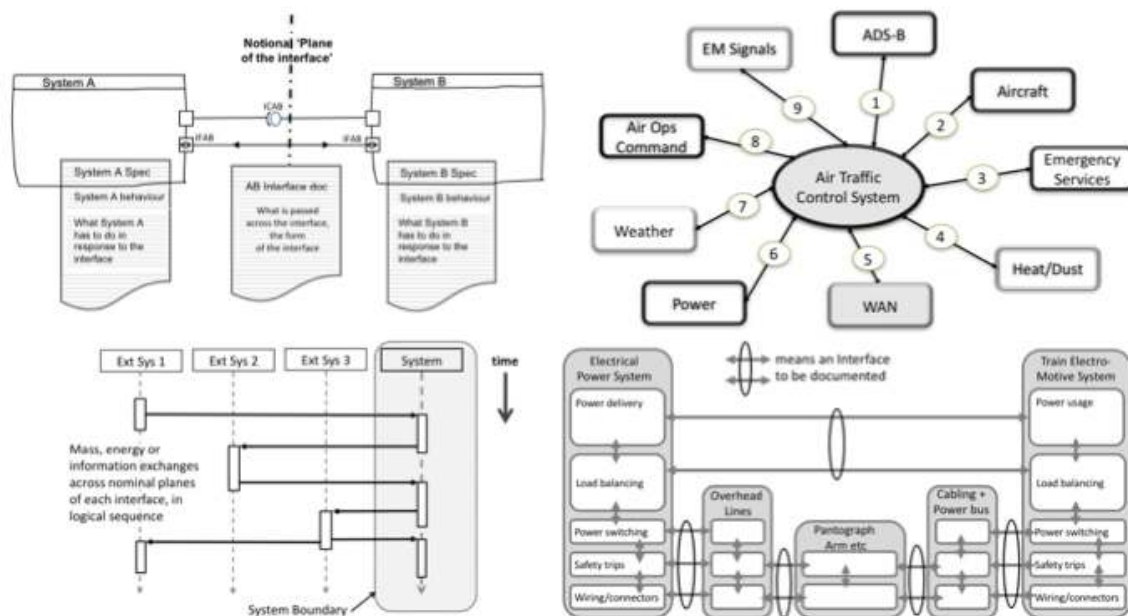 Notional 'Plane
of the interface'
System A
System B
ICAB
IFAB
IFAB
System A Spec
System A behaviour
What System A
has to do in
response to the
interface
AB Interface doc
What is passed
across the interface,
the form
of the interface
System B Spec
System B behaviour
What System B
has to do in
response to the
interface
EM Signals
ADS-B
Aircraft
Air Ops
Command
Emergency
Services
Air Traffic
Control System
Weather
Heat/Dust
Power
WAN
1
2
3
4
5
6
7
8
9
Ext Sys 1
Ext Sys 2
Ext Sys 3
System
time
Mass, energy or
information exchanges
across nominal planes
of each interface, in
logical sequence
System Boundary
Electrical
Power System
means an Interface
to be documented
Train Electro-
Motive System
Power delivery
Power usage
Load balancing
Load balancing
Overhead
Lines
Cabling +
Power bus
Pantograph
Arm etc
Power switching
Power switching
Safety trips
Safety trips
Wiring/connectors
Wiring/connectors